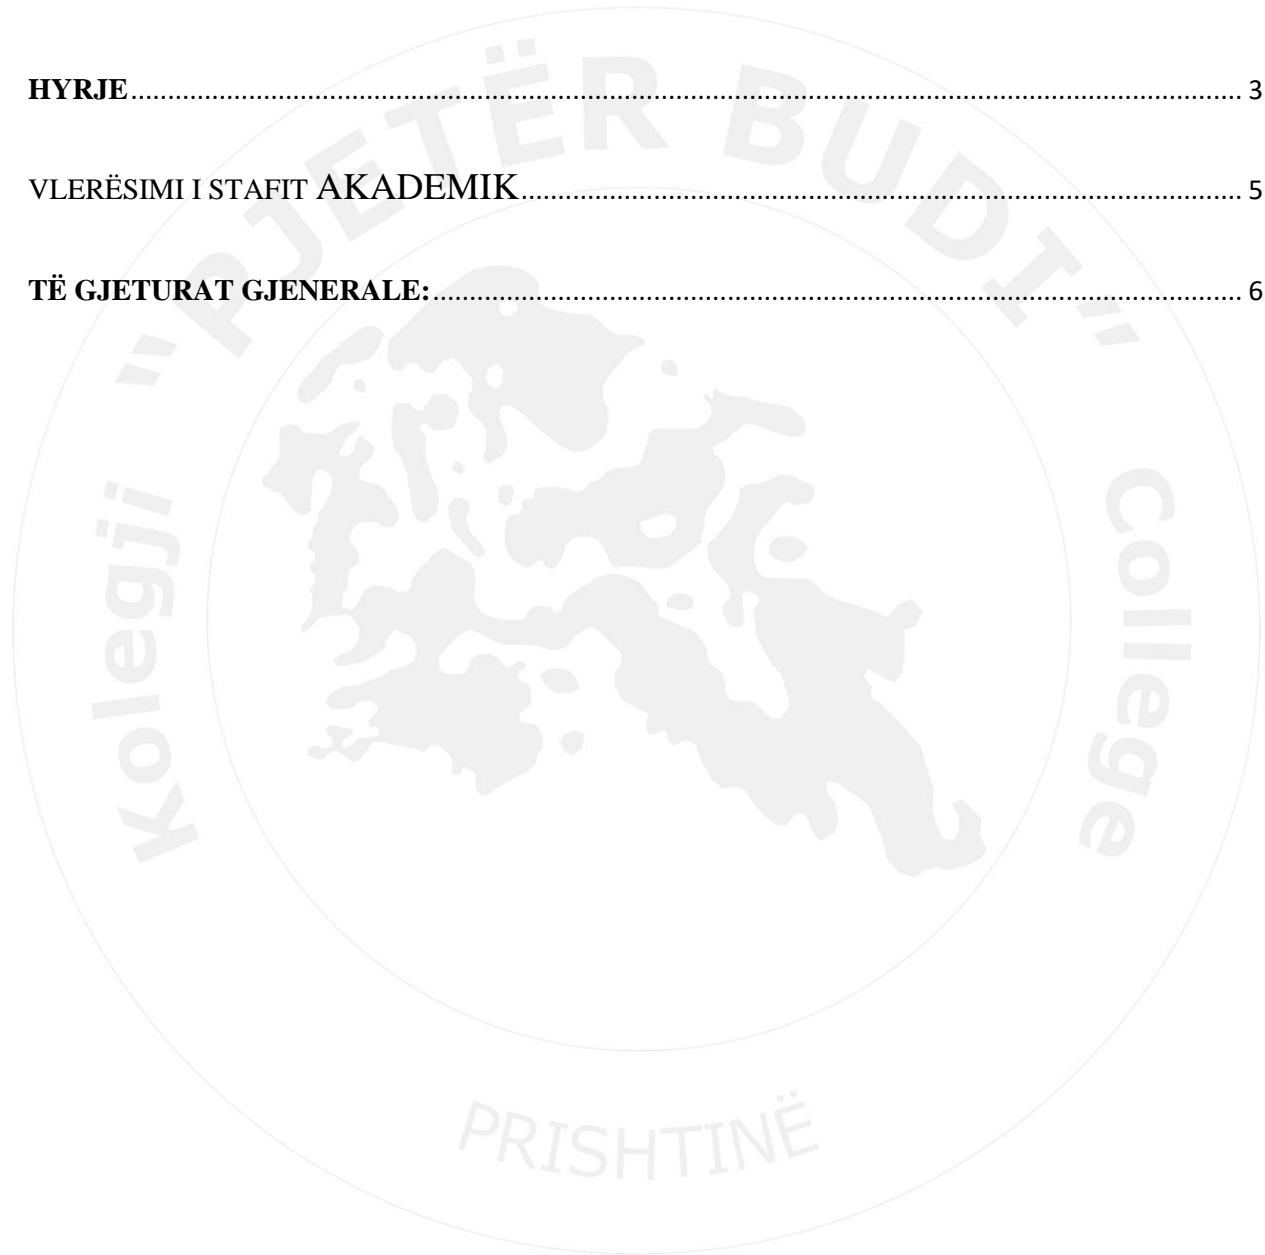 HYRJE........................................................................................................................................................ 3
VLERËSIMI I STAFIT AKADEMIK.................................................................................................. 5
TË GJETURAT GJENERALE:............................................................................................................... 6
"PJETËR BUDI"
Kolegji
College
PRISHTINË